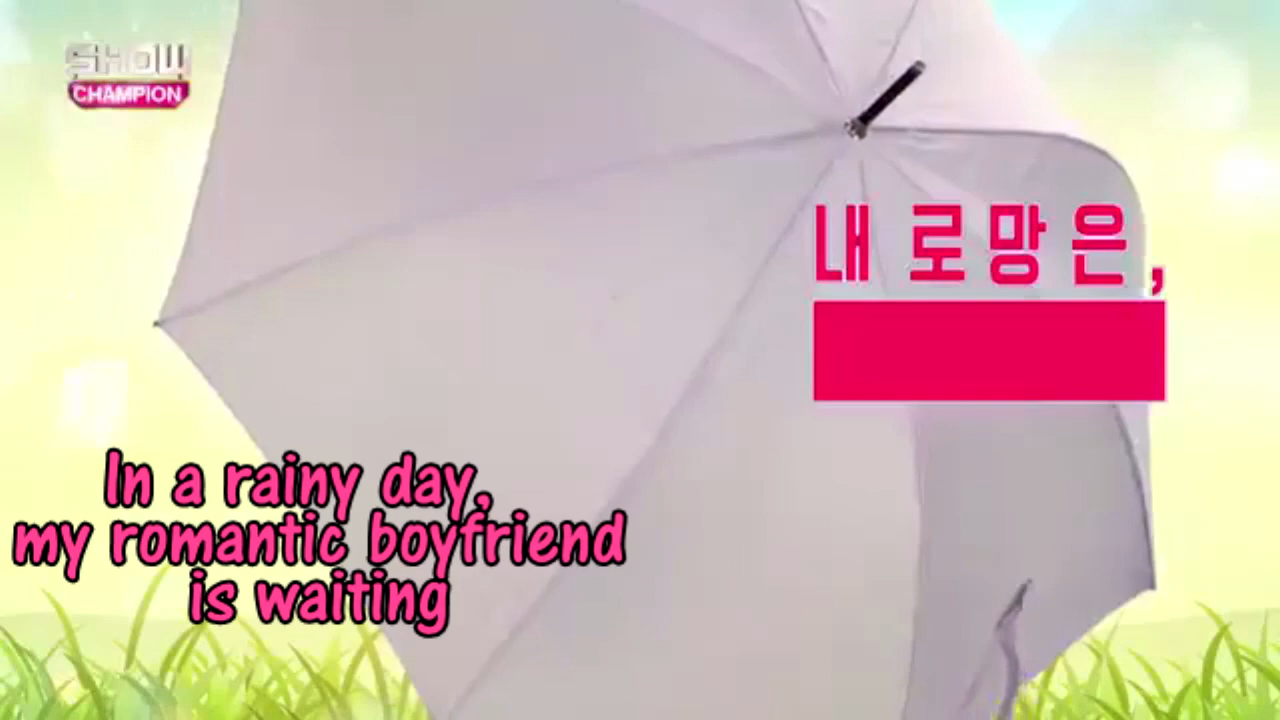 SHOW
CHAMPION
내 로망은,
In a rainy day,
my romantic boyfriend
is waiting